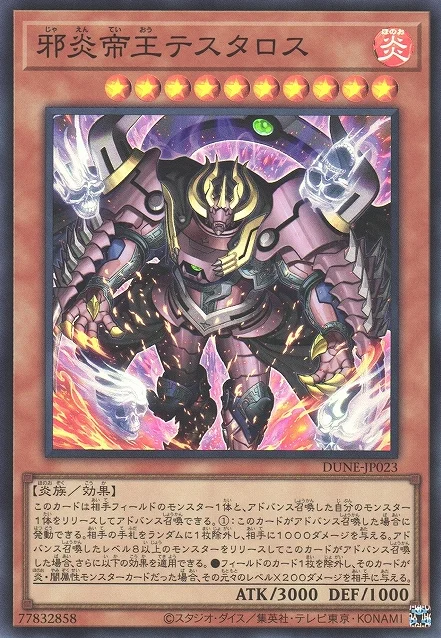 邪炎帝王テスタロス
炎
DUNE-JP023
【炎族／効果】
このカードは相手フィールドのモンスター1体と、アドバンス召喚した自分のモンスター
1体をリリースしてアドバンス召喚できる。①：このカードがアドバンス召喚した場合に
発動できる。相手の手札をランダムに1枚除外し、相手に1000ダメージを与える。アド
バンス召喚したレベル8以上のモンスターをリリースしてこのカードがアドバンス召喚
した場合、さらに以下の効果を適用できる。●フィールドの カード1枚を除外し、そのカードが
炎・闇属性モンスターカードだった場合、その元々のレベル×200ダメージを相手に与える。
ATK/3000 DEF/1000
77832858
©スタジオ・ダイス／集英社・テレビ東京・KONAMI